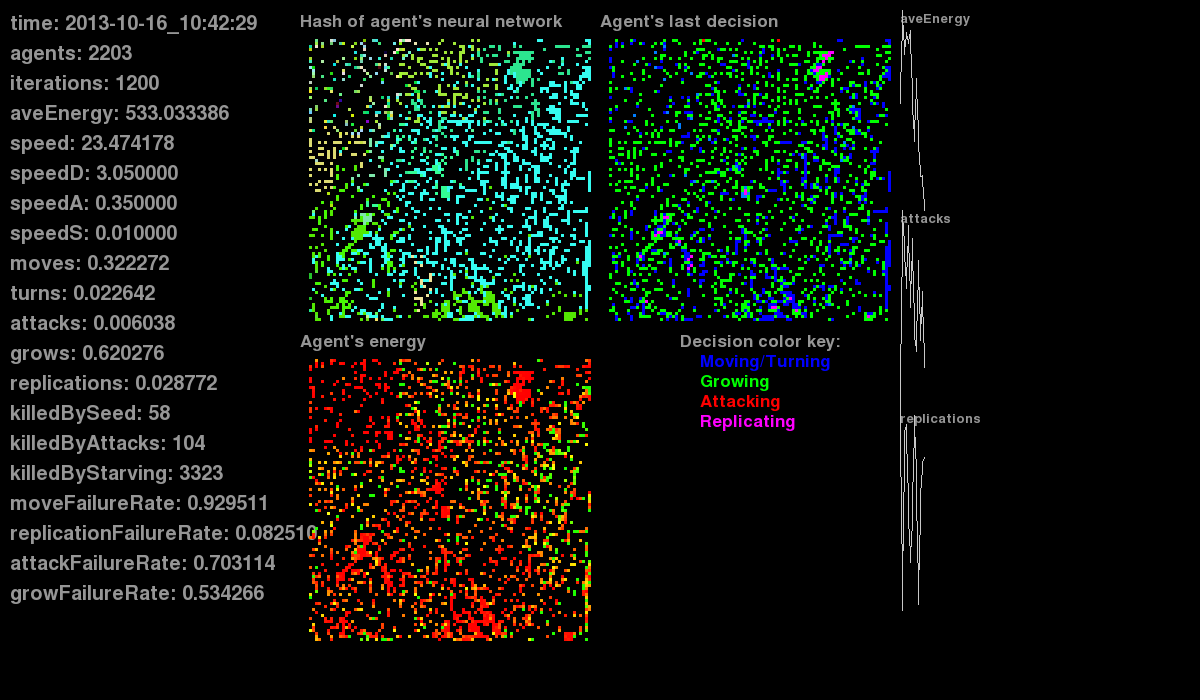 time: 2013-10-16_10:42:29
agents: 2203
iterations: 1200
aveEnergy: 533.033386
speed: 23.474178
speedD: 3.050000
speedA: 0.350000
speedS: 0.010000
moves: 0.322272
turns: 0.022642
attacks: 0.006038
grows: 0.620276
replications: 0.028772
killedBySeed: 58
killedByAttacks: 104
killedByStarving: 3323
moveFailureRate: 0.929511
replicationFailureRate: 0.082510
attackFailureRate: 0.703114
growFailureRate: 0.534266
Hash of agent's neural network
Agent's last decision
Agent's energy
Decision color key:
Moving/Turning
Growing
Attacking
Replicating
aveEnergy
attacks
replications